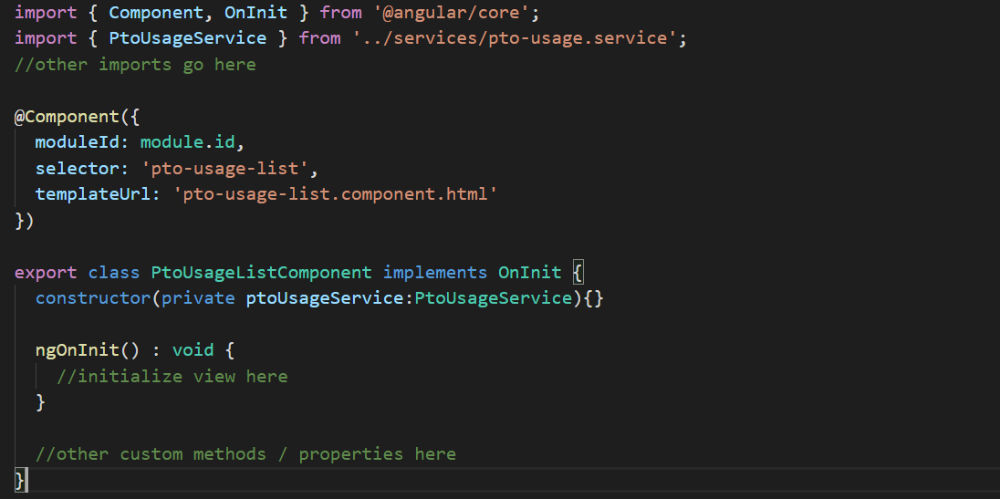 import { Component, OnInit } from '@angular/core';
import { PtoUsageService } from '../services/pto-usage.service';
//other imports go here
@Component({
moduleId: module.id,
selector: 'pto-usage-list',
templateUrl: 'pto-usage-list.component.html'
})
export class PtoUsageListComponent implements OnInit {
constructor(private ptoUsageService:PtoUsageService){}
ngOnInit() : void {
//initialize view here
}
//other custom methods / properties here
}